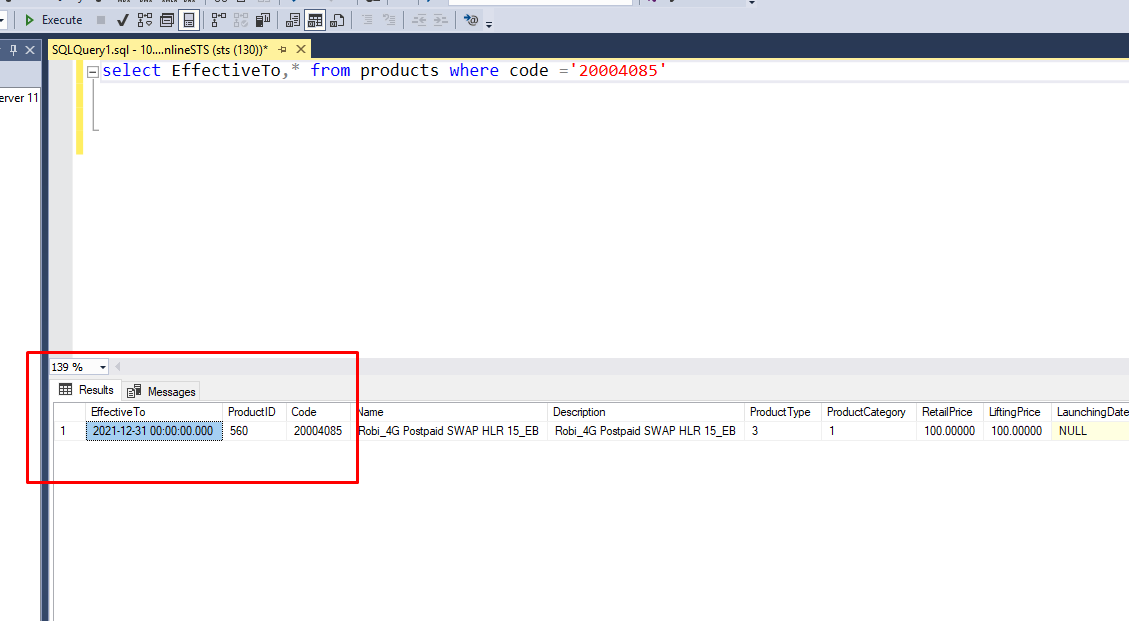 Execute
SQLQuery1.sql - 10....nlineSTS (sts (130))*
erver 11
select EffectiveTo,* from products where code ='20004085'
139 %
Results Messages
EffectiveTo ProductID Code Name Description ProductType ProductCategory RetailPrice LiftingPrice LaunchingDate
1 2021-12-31 00:00:00.000 560 20004085 Robi_4G Postpaid SWAP HLR 15_EB Robi_4G Postpaid SWAP HLR 15_EB 3 1 100.00000 100.00000 NULL